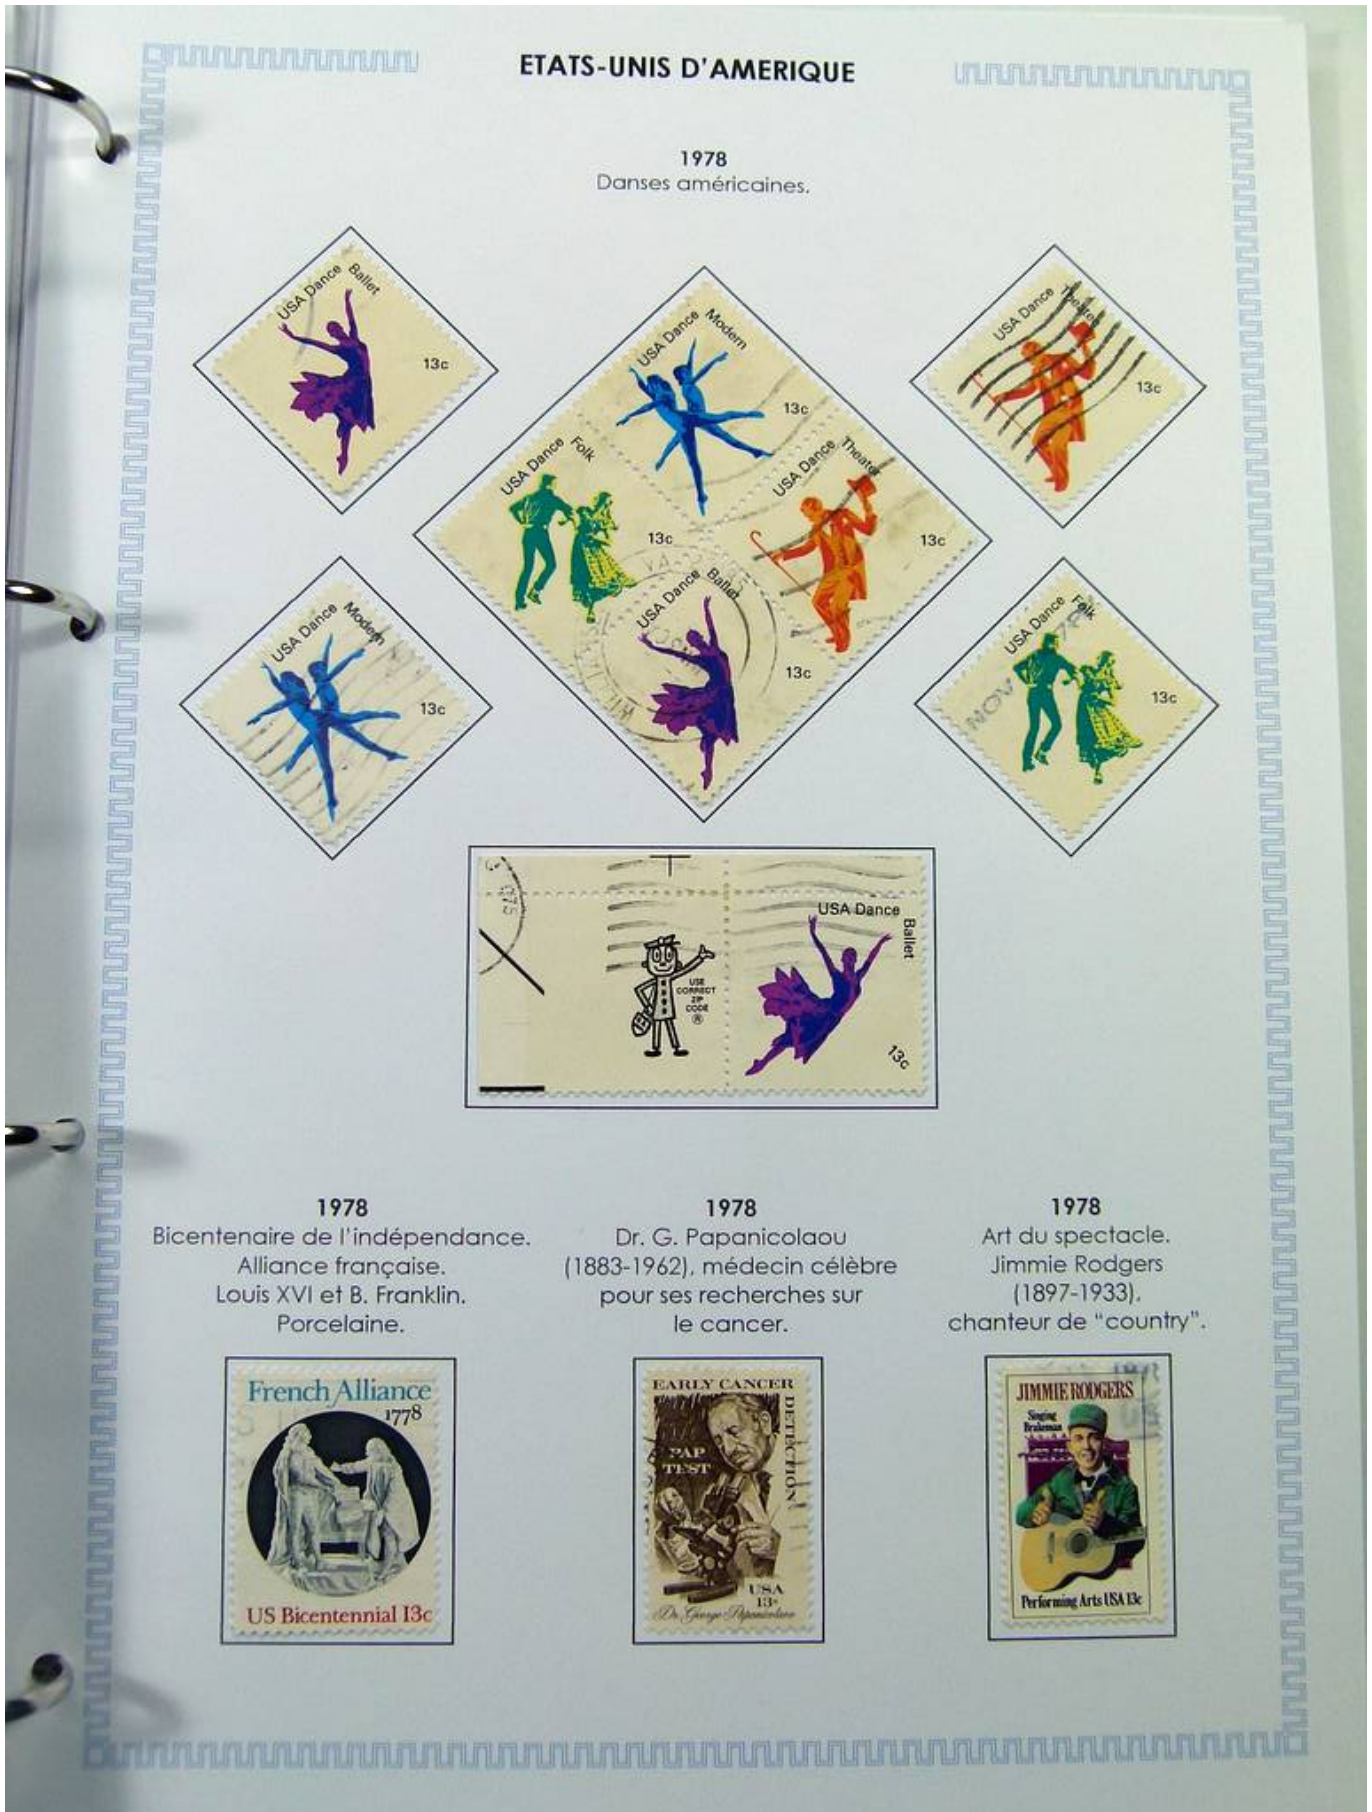 ETATS-UNIS D'AMERIQUE
1978
Danses américaines.
USA Dance Ballet
13c
USA Dance Modern
13c
USA Dance Theater
13c
USA Dance Folk
13c
USA Dance Theater
13c
USA Dance Ballet
13c
USA Dance Modern
13c
USA Dance Folk
13c
NOV
USE
CORRECT
ZIP
CODE
®
USA Dance Ballet
13c
1978
Bicentenaire de l'indépendance.
Alliance française.
Louis XVI et B. Franklin.
Porcelaine.
1978
Dr. G. Papanicolaou
(1883-1962), médecin célèbre
pour ses recherches sur
le cancer.
1978
Art du spectacle.
Jimmie Rodgers
(1897-1933),
chanteur de "country".
French Alliance
1778
US Bicentennial 13c
EARLY CANCER
DETECTION
PAP
TEST
USA
13c
Dr. George Papanicolaou
JIMMIE RODGERS
Singing
Brakeman
Performing Arts USA 13c